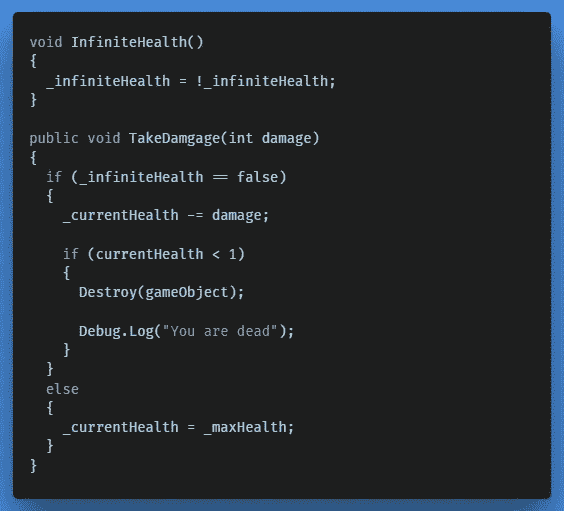 void InfiniteHealth()
{
  _infiniteHealth = !_infiniteHealth;
}

public void TakeDamgage(int damage)
{
  if (_infiniteHealth == false)
  {
    _currentHealth -= damage;

    if (currentHealth < 1)
    {
      Destroy(gameObject);

      Debug.Log("You are dead");
    }
  }
  else
  {
    _currentHealth = _maxHealth;
  }
}